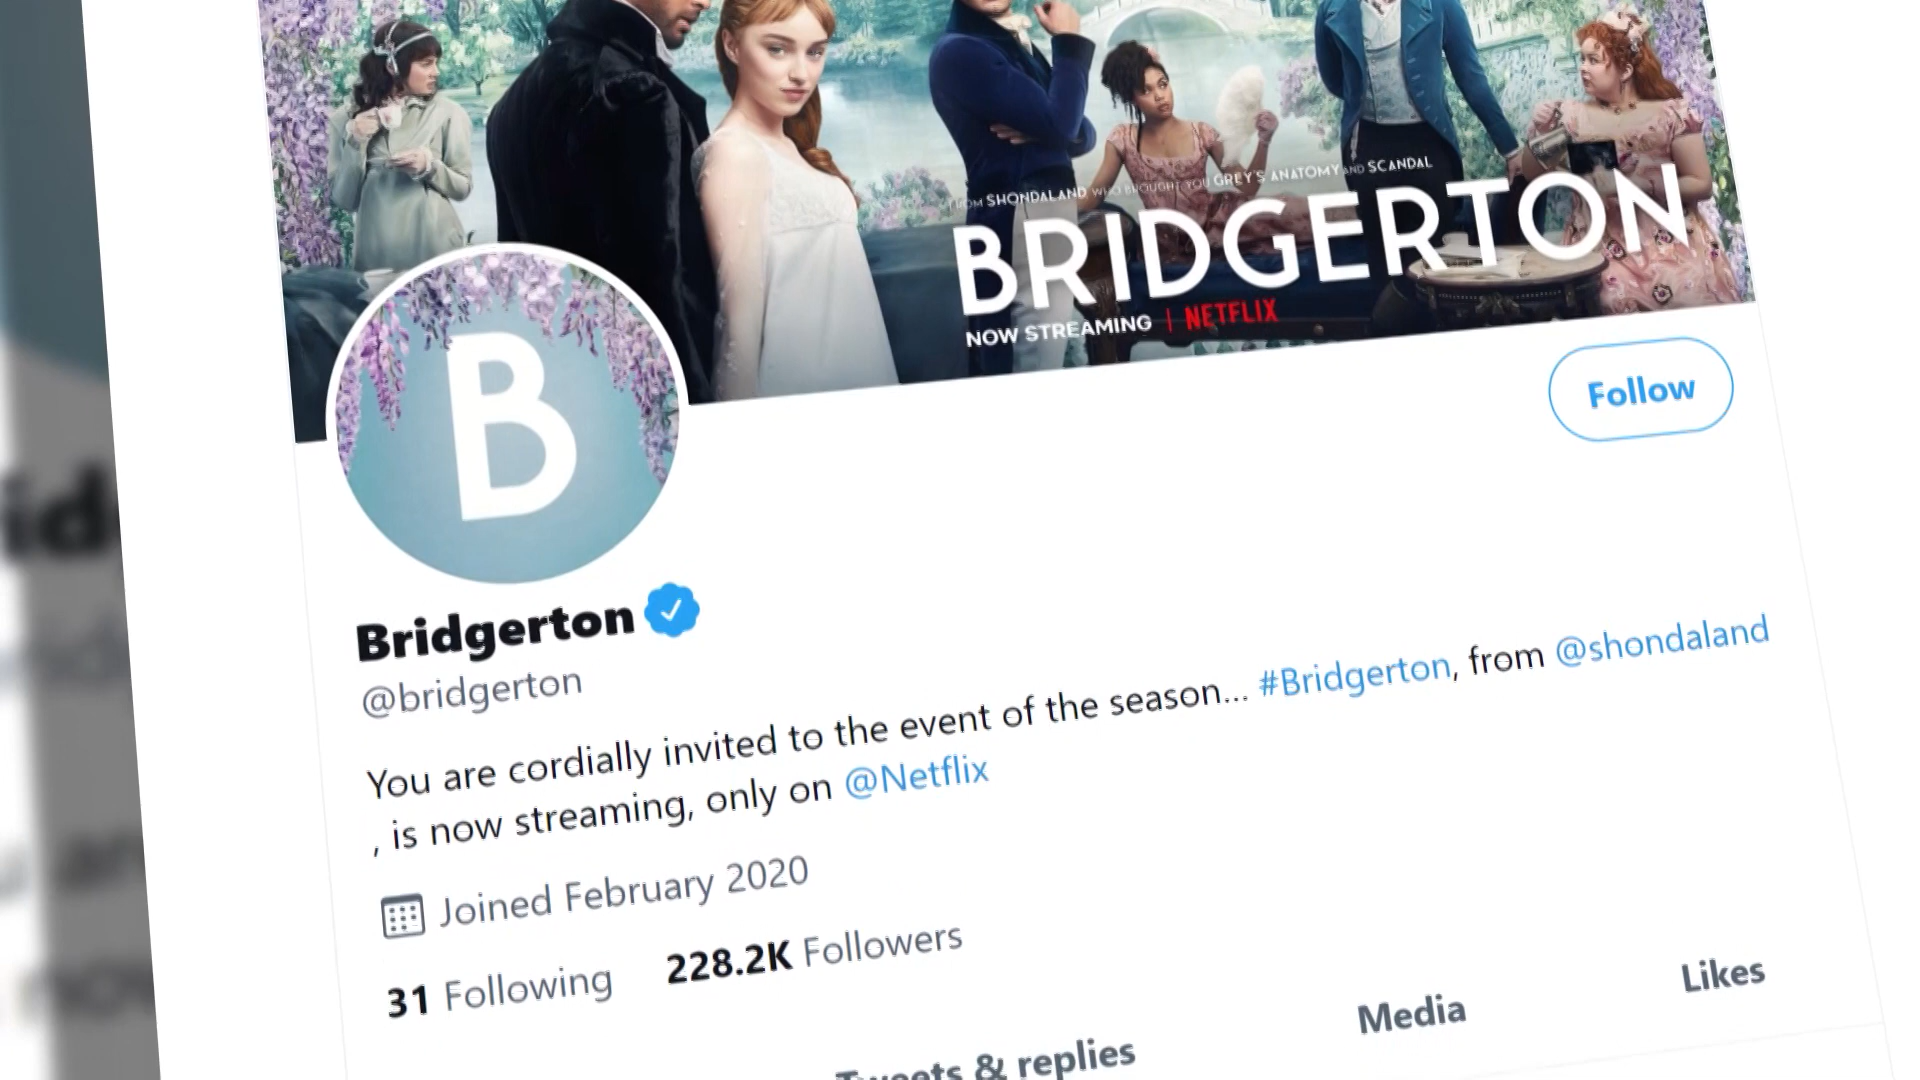 FROM SHONDALAND WHO BROUGHT YOU GREY'S ANATOMY AND SCANDAL
BRIDGERTON
NOW STREAMING | NETFLIX
B
Follow
Bridgerton
@bridgerton
You are cordially invited to the event of the season... #Bridgerton, from @shondaland
, is now streaming, only on @Netflix
Joined February 2020
31 Following 228.2K Followers
Tweets & replies Media Likes